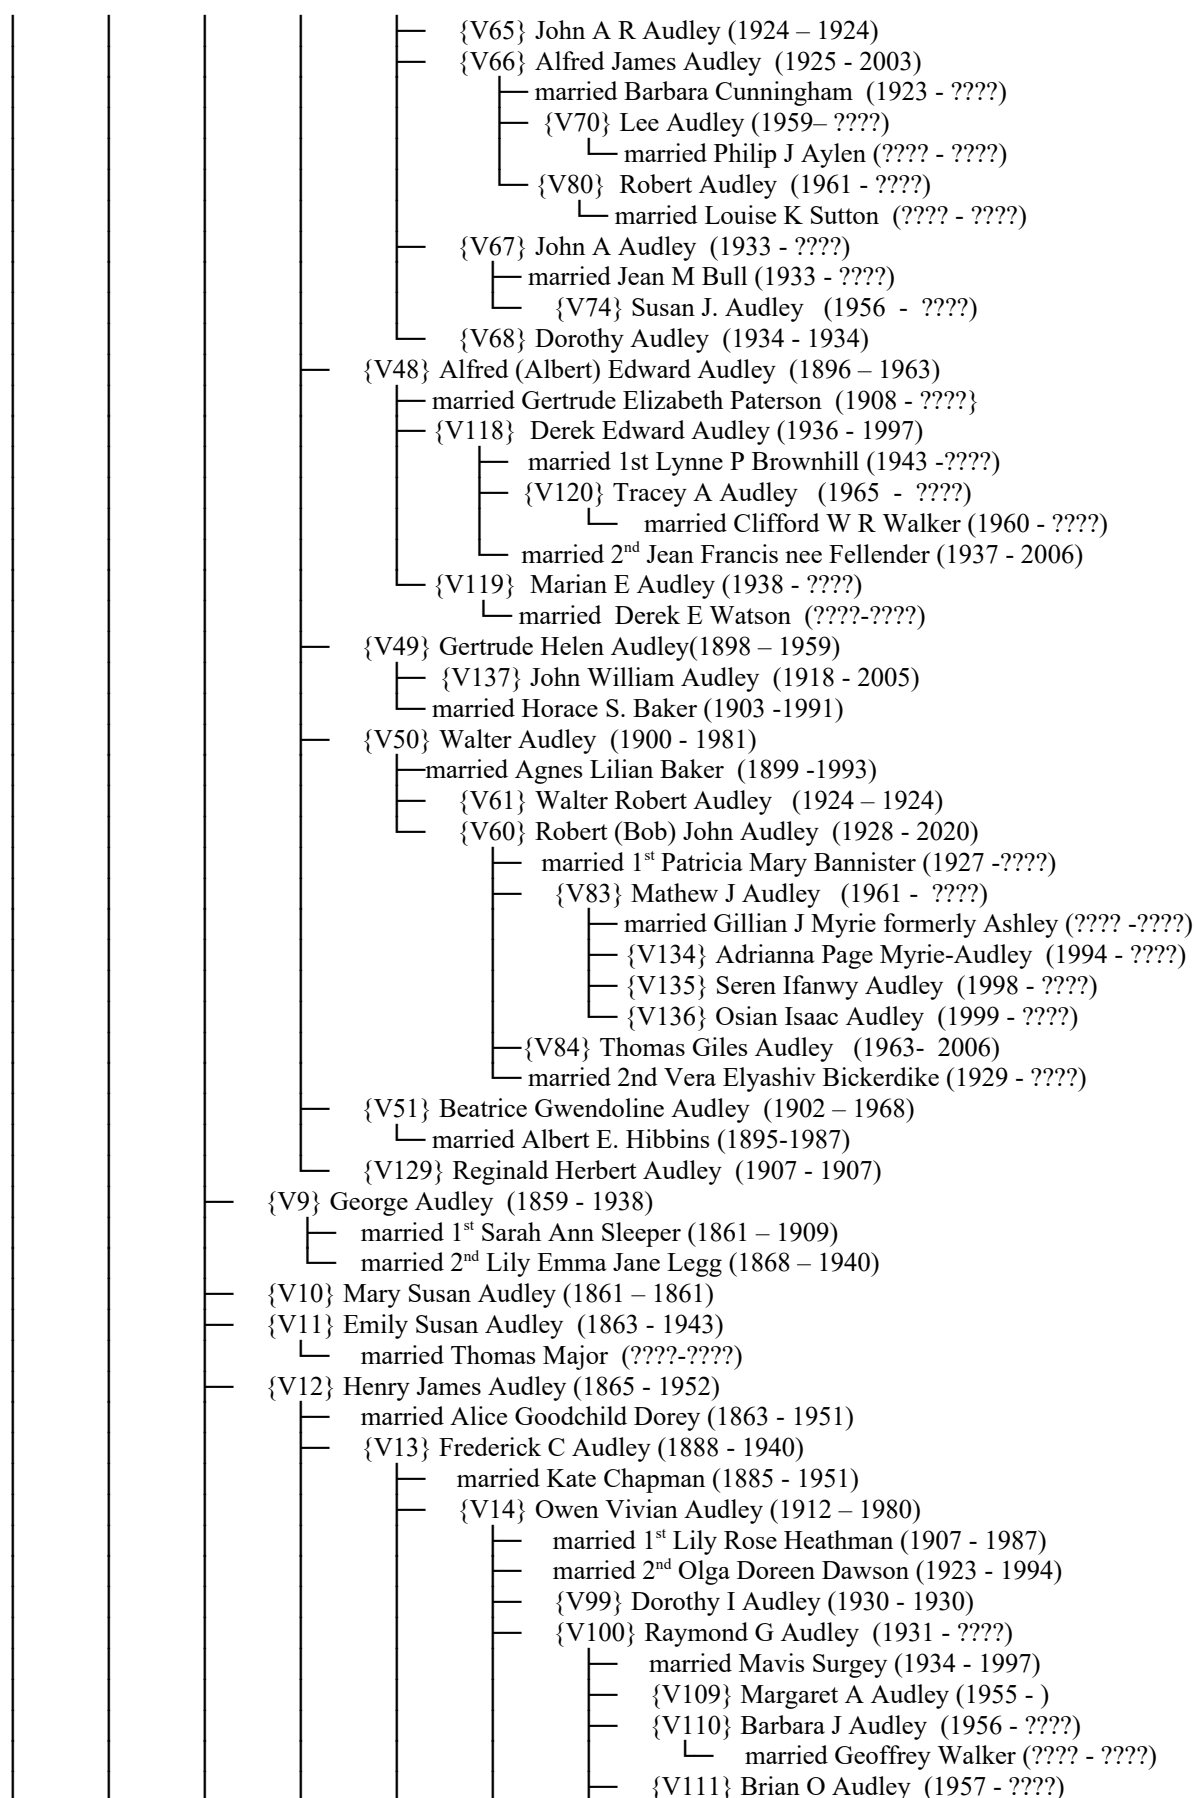 {V65} John A R Audley (1924 – 1924)
{V66} Alfred James Audley (1925 - 2003)
married Barbara Cunningham (1923 - ????)
{V70} Lee Audley (1959– ????)
married Philip J Aylen (???? - ????)
{V80} Robert Audley (1961 - ????)
married Louise K Sutton (???? - ????)
{V67} John A Audley (1933 - ????)
married Jean M Bull (1933 - ????)
{V74} Susan J. Audley (1956 - ????)
{V68} Dorothy Audley (1934 - 1934)
{V48} Alfred (Albert) Edward Audley (1896 – 1963)
married Gertrude Elizabeth Paterson (1908 - ????}
{V118} Derek Edward Audley (1936 - 1997)
married 1st Lynne P Brownhill (1943 -????)
{V120} Tracey A Audley (1965 - ????)
married Clifford W R Walker (1960 - ????)
married 2nd Jean Francis nee Fellender (1937 - 2006)
{V119} Marian E Audley (1938 - ????)
married Derek E Watson (????-????)
{V49} Gertrude Helen Audley(1898 – 1959)
{V137} John William Audley (1918 - 2005)
married Horace S. Baker (1903 -1991)
{V50} Walter Audley (1900 - 1981)
married Agnes Lilian Baker (1899 -1993)
{V61} Walter Robert Audley (1924 – 1924)
{V60} Robert (Bob) John Audley (1928 - 2020)
married 1st Patricia Mary Bannister (1927 -????)
{V83} Mathew J Audley (1961 - ????)
married Gillian J Myrie formerly Ashley (???? -????)
{V134} Adrianna Page Myrie-Audley (1994 - ????)
{V135} Seren Ifanwy Audley (1998 - ????)
{V136} Osian Isaac Audley (1999 - ????)
{V84} Thomas Giles Audley (1963- 2006)
married 2nd Vera Elyashiv Bickerdike (1929 - ????)
{V51} Beatrice Gwendoline Audley (1902 – 1968)
married Albert E. Hibbins (1895-1987)
{V129} Reginald Herbert Audley (1907 - 1907)
{V9} George Audley (1859 - 1938)
married 1st Sarah Ann Sleeper (1861 – 1909)
married 2nd Lily Emma Jane Legg (1868 – 1940)
{V10} Mary Susan Audley (1861 – 1861)
{V11} Emily Susan Audley (1863 - 1943)
married Thomas Major (????-????)
{V12} Henry James Audley (1865 - 1952)
married Alice Goodchild Dorey (1863 - 1951)
{V13} Frederick C Audley (1888 - 1940)
married Kate Chapman (1885 - 1951)
{V14} Owen Vivian Audley (1912 – 1980)
married 1st Lily Rose Heathman (1907 - 1987)
married 2nd Olga Doreen Dawson (1923 - 1994)
{V99} Dorothy I Audley (1930 - 1930)
{V100} Raymond G Audley (1931 - ????)
married Mavis Surgey (1934 - 1997)
{V109} Margaret A Audley (1955 - )
{V110} Barbara J Audley (1956 - ????)
married Geoffrey Walker (???? - ????)
{V111} Brian O Audley (1957 - ????)